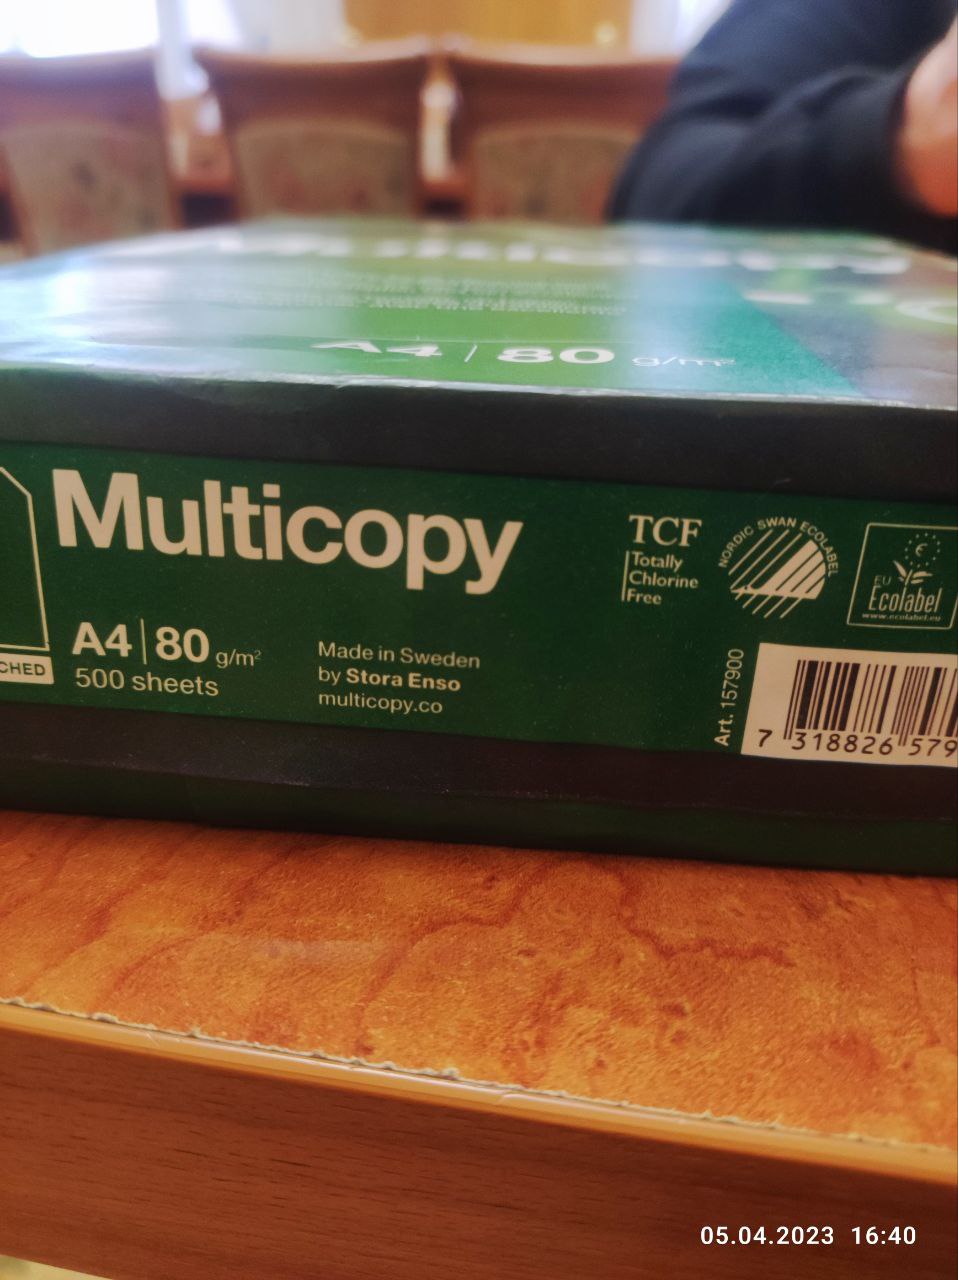 A4 | 80 g/m²
Multicopy
A4 | 80 g/m²
500 sheets
CHED
Made in Sweden
by Stora Enso
multicopy.co
TCF
Totally
Chlorine
Free
NORDIC SWAN ECOLABEL
EU
Ecolabel
www.ecolabel.eu
Art. 157900
7 318826 579
05.04.2023 16:40